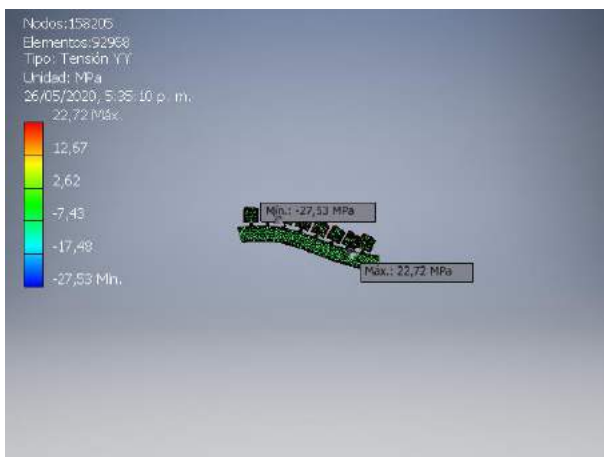 Nodos:158205
Elementos:92958
Tipo: Tensión YY
Unidad: MPa
26/05/2020, 5:35:10 p. m.
22,72 Máx.
12,67
2,62
-7,43
-17,48
-27,53 Mín.
Mín.: -27,53 MPa
Máx.: 22,72 MPa